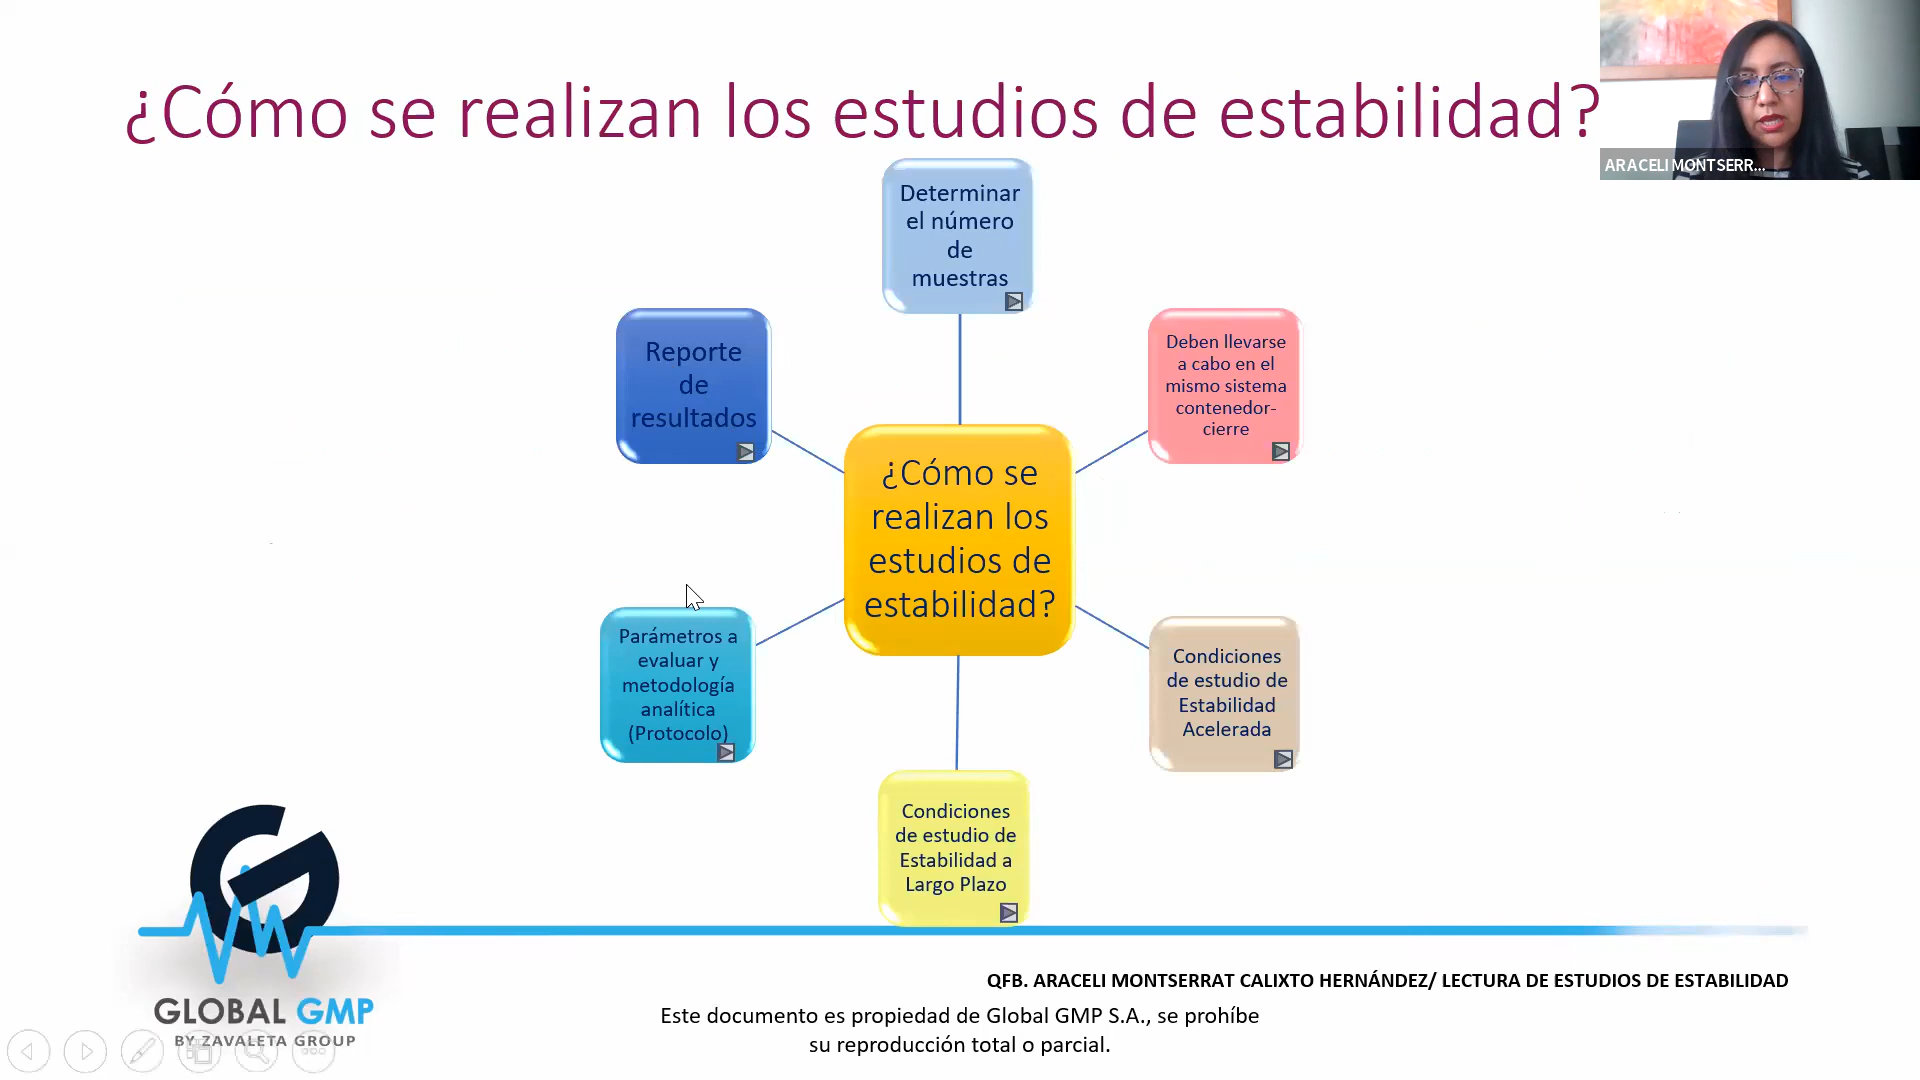 ¿Cómo se realizan los estudios de estabilidad?
ARACELI MONTSERR...
Determinar
el número
de
muestras
Reporte
de
resultados
Deben llevarse
a cabo en el
mismo sistema
contenedor-
cierre
¿Cómo se
realizan los
estudios de
estabilidad?
Parámetros a
evaluar y
metodología
analítica
(Protocolo)
Condiciones
de estudio de
Estabilidad
Acelerada
Condiciones
de estudio de
Estabilidad a
Largo Plazo
GLOBAL GMP
BY ZAVALETA GROUP
QFB. ARACELI MONTSERRAT CALIXTO HERNÁNDEZ/ LECTURA DE ESTUDIOS DE ESTABILIDAD
Este documento es propiedad de Global GMP S.A., se prohíbe
su reproducción total o parcial.